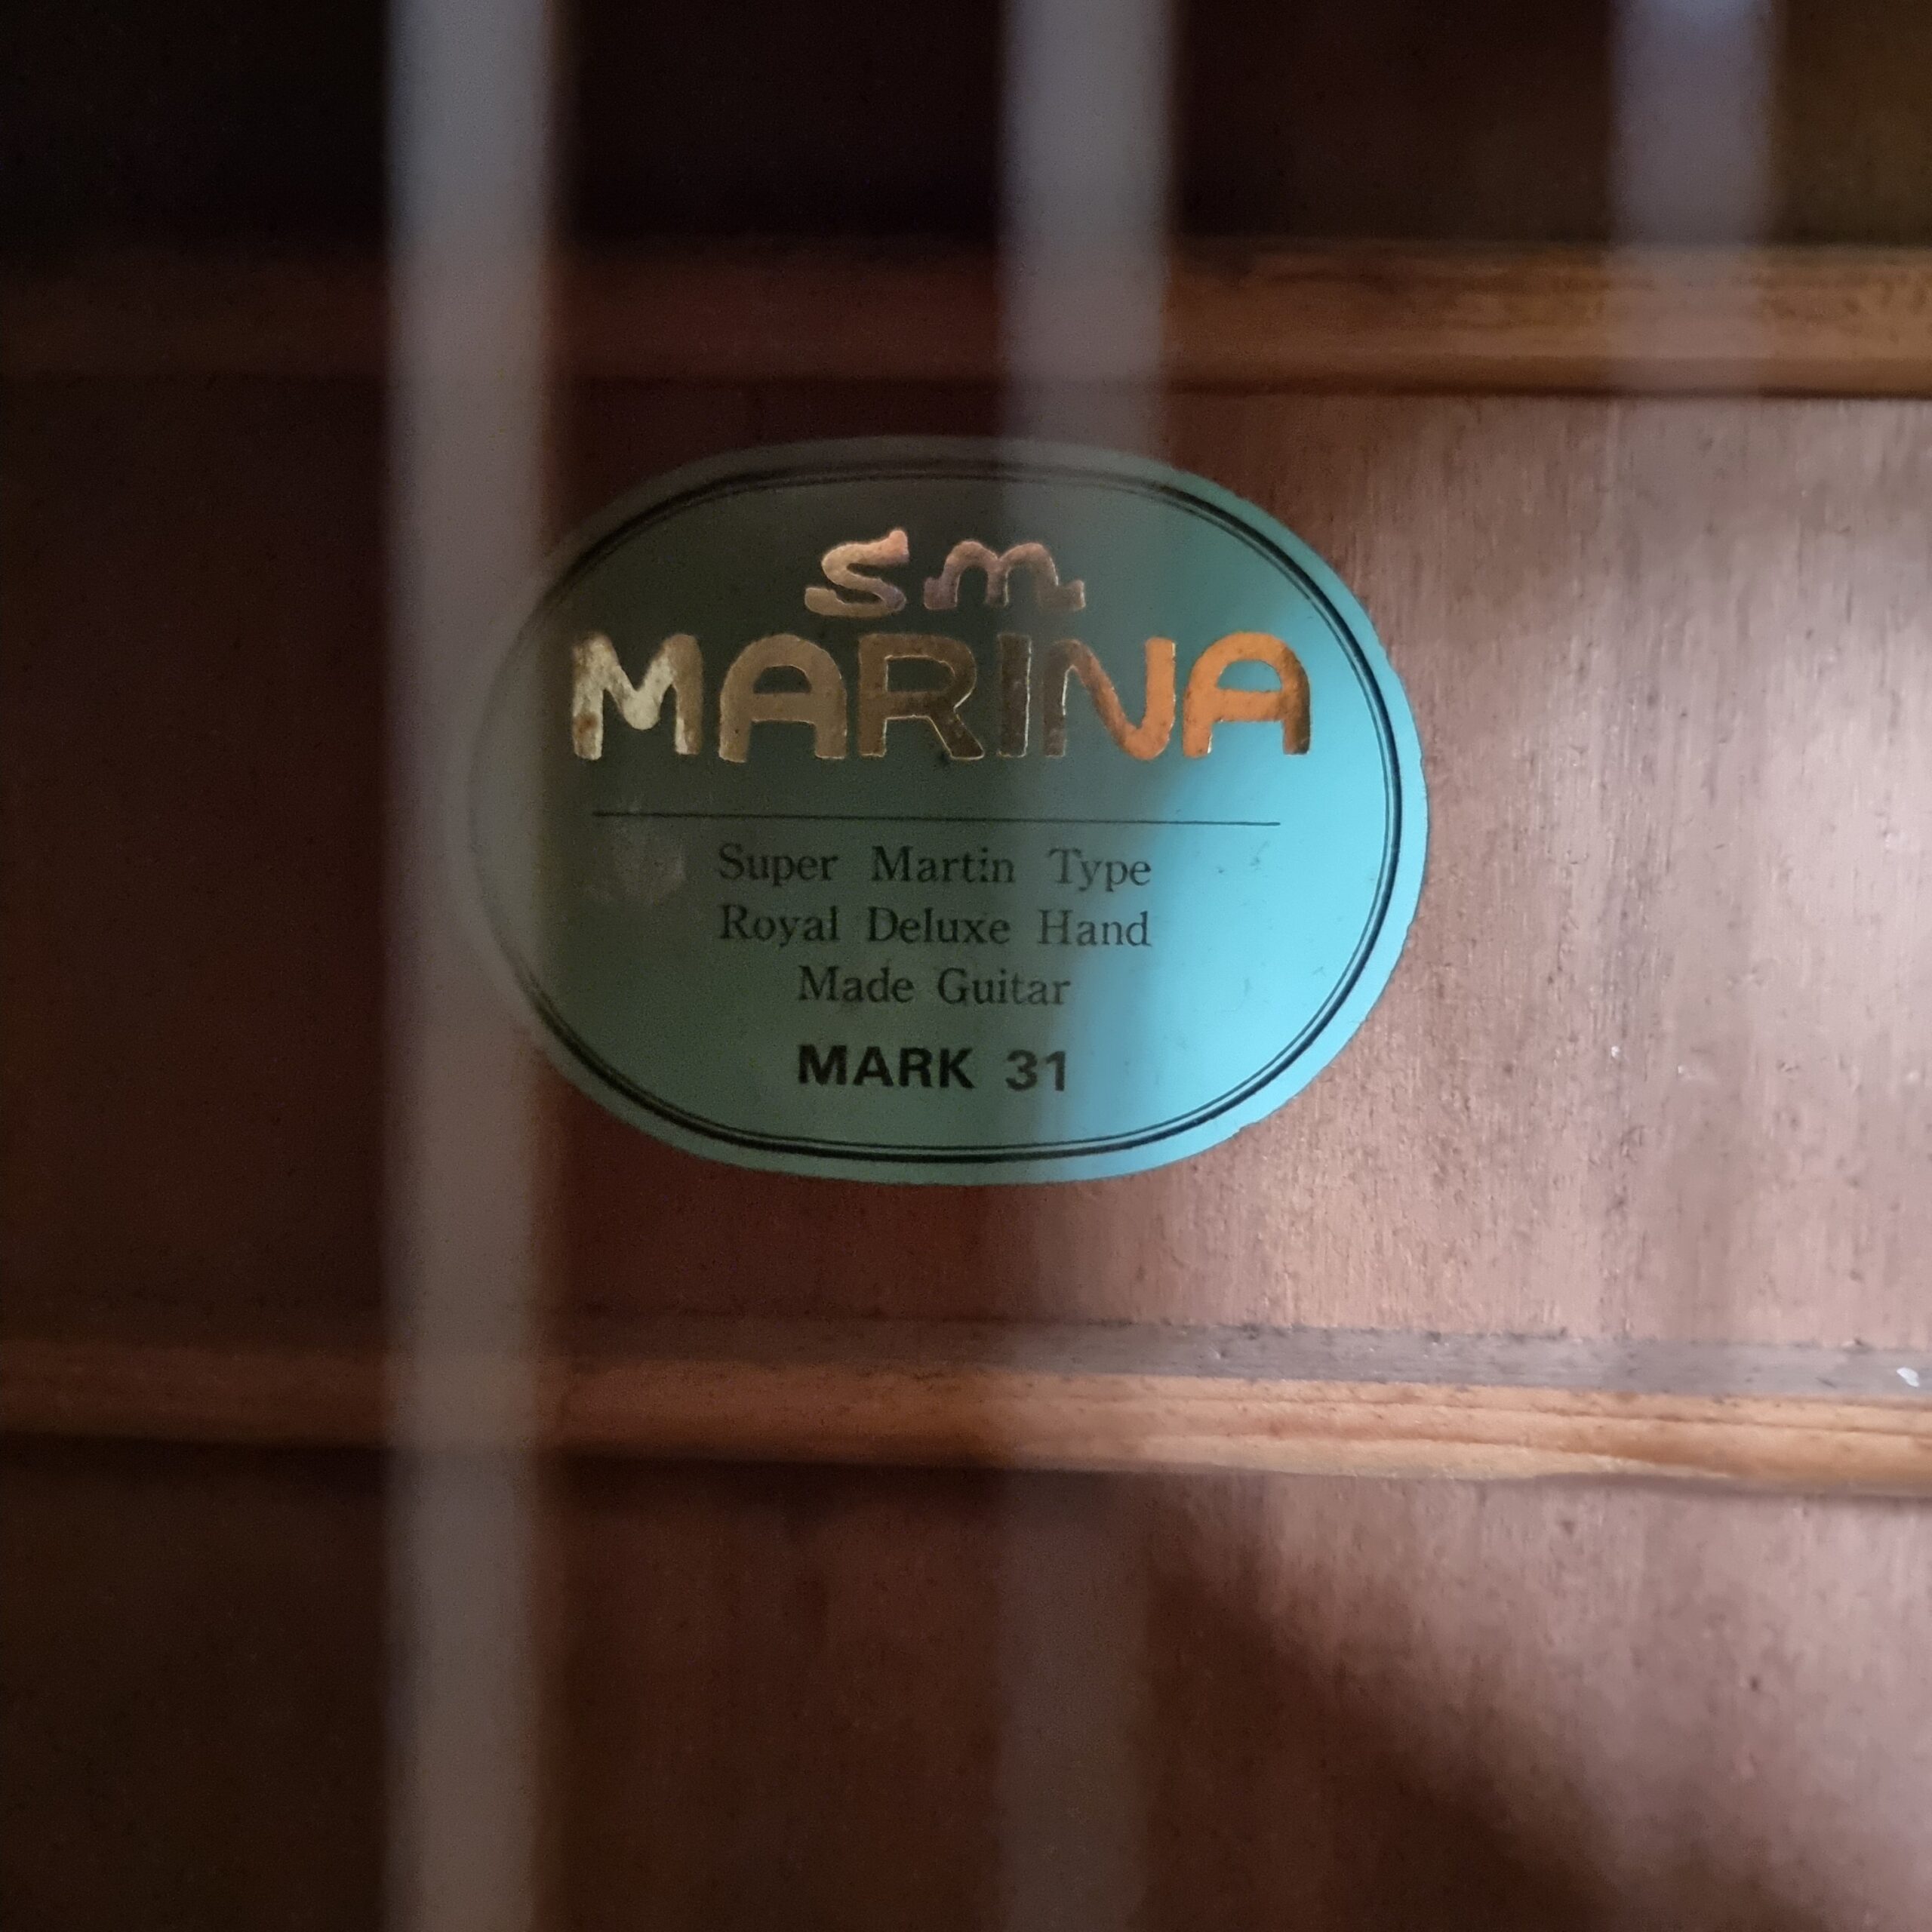 Sm
MARINA
Super Martin Type
Royal Deluxe Hand
Made Guitar
MARK 31